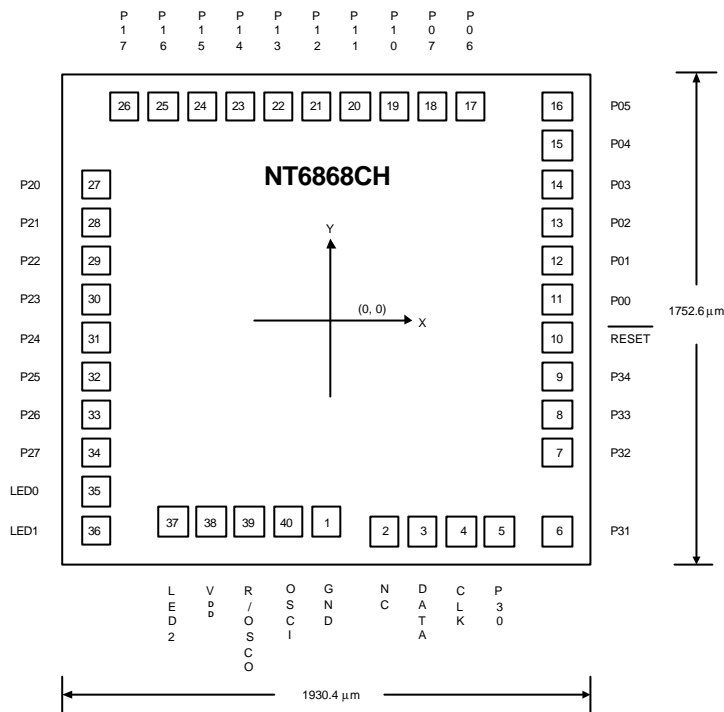 P17 P16 P15 P14 P13 P12 P11 P10 P07 P06
26 25 24 23 22 21 20 19 18 17 16 P05
15 P04
NT6868CH
P20 27 14 P03
P21 28 13 P02
Y
P22 29 12 P01
P23 30 11 P00
(0, 0)
X
1752.6 μm
P24 31 10 RESET
P25 32 9 P34
P26 33 8 P33
P27 34 7 P32
LED0 35
LED1 36 37 38 39 40 1 2 3 4 5 6 P31
LED2 VDD R/OSCO OSCI GND NC DATA CLK P30
1930.4 μm